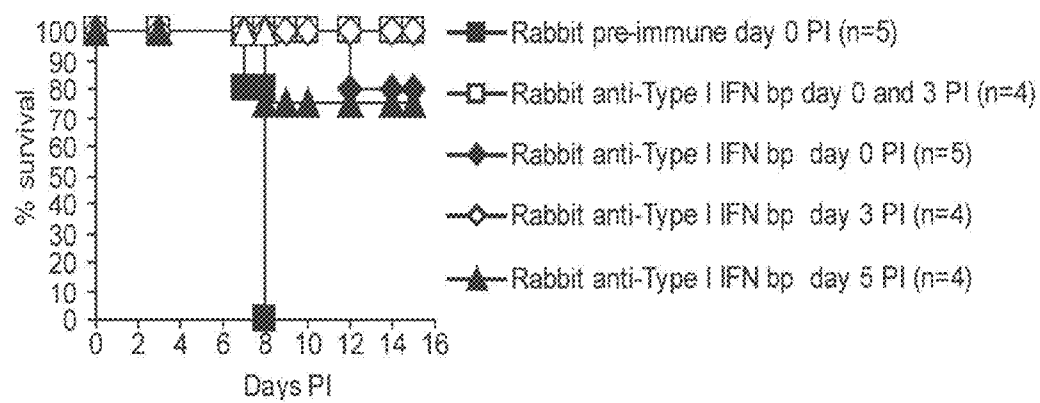 % survival
100
90
80
70
60
50
40
30
20
10
0
0 2 4 6 8 10 12 14 16
Days PI
Rabbit pre-immune day 0 PI (n=5)
Rabbit anti-Type I IFN bp day 0 and 3 PI (n=4)
Rabbit anti-Type I IFN bp day 0 PI (n=5)
Rabbit anti-Type I IFN bp day 3 PI (n=4)
Rabbit anti-Type I IFN bp day 5 PI (n=4)